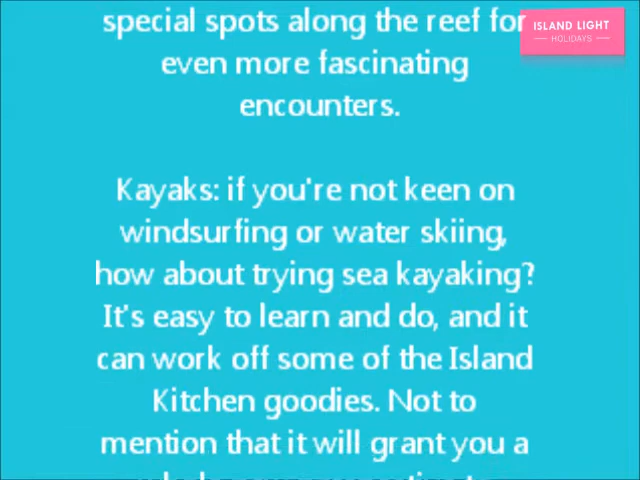 special spots along the reef for
even more fascinating
encounters.
Kayaks: if you're not keen on
windsurfing or water skiing,
how about trying sea kayaking?
It's easy to learn and do, and it
can work off some of the Island
Kitchen goodies. Not to
mention that it will grant you a
ISLAND LIGHT
HOLIDAYS